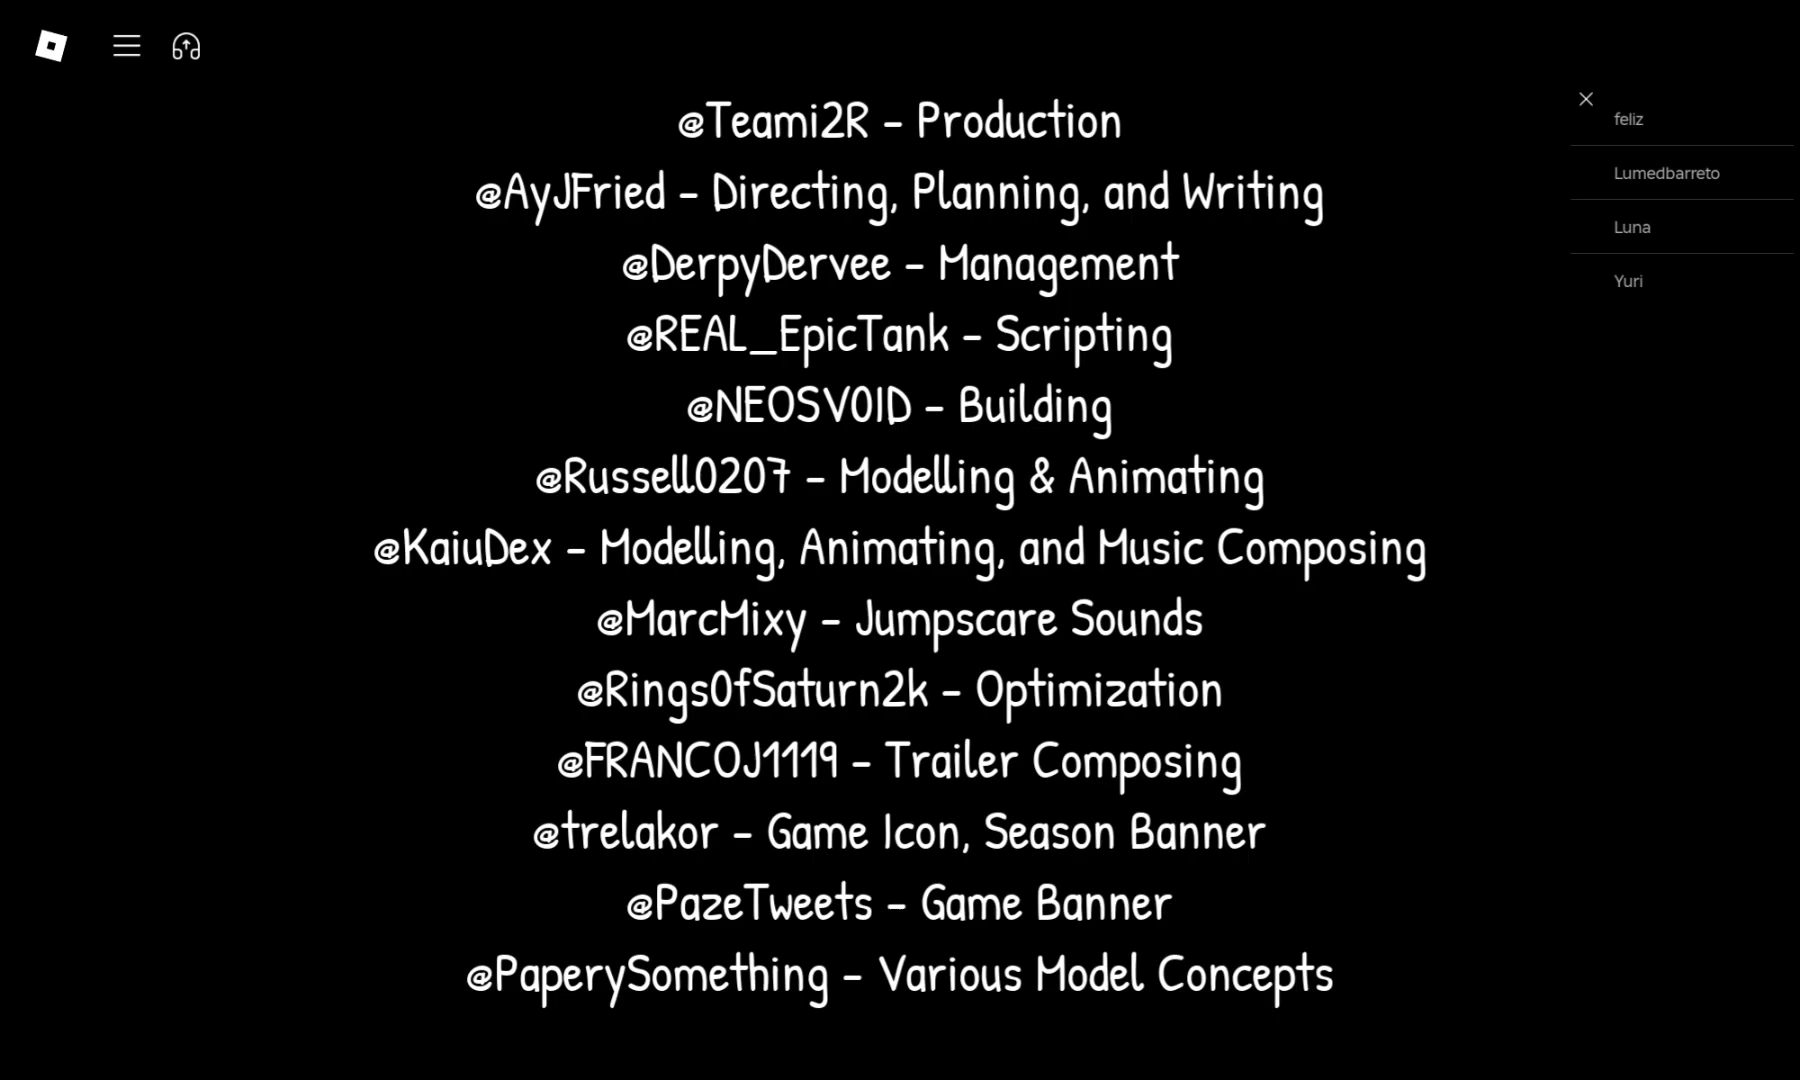 @Teami2R - Production
@AyJFried - Directing, Planning, and Writing
@DerpyDervee - Management
@REAL_EpicTank - Scripting
@NEOSV0ID - Building
@Russell0207 - Modelling & Animating
@KaiuDex - Modelling, Animating, and Music Composing
@MarcMixy - Jumpscare Sounds
@Rings0fSaturn2k - Optimization
@FRANCOJ1119 - Trailer Composing
@trelakor - Game Icon, Season Banner
@PazeTweets - Game Banner
@PaperySomething - Various Model Concepts
feliz
Lumedbarreto
Luna
Yuri